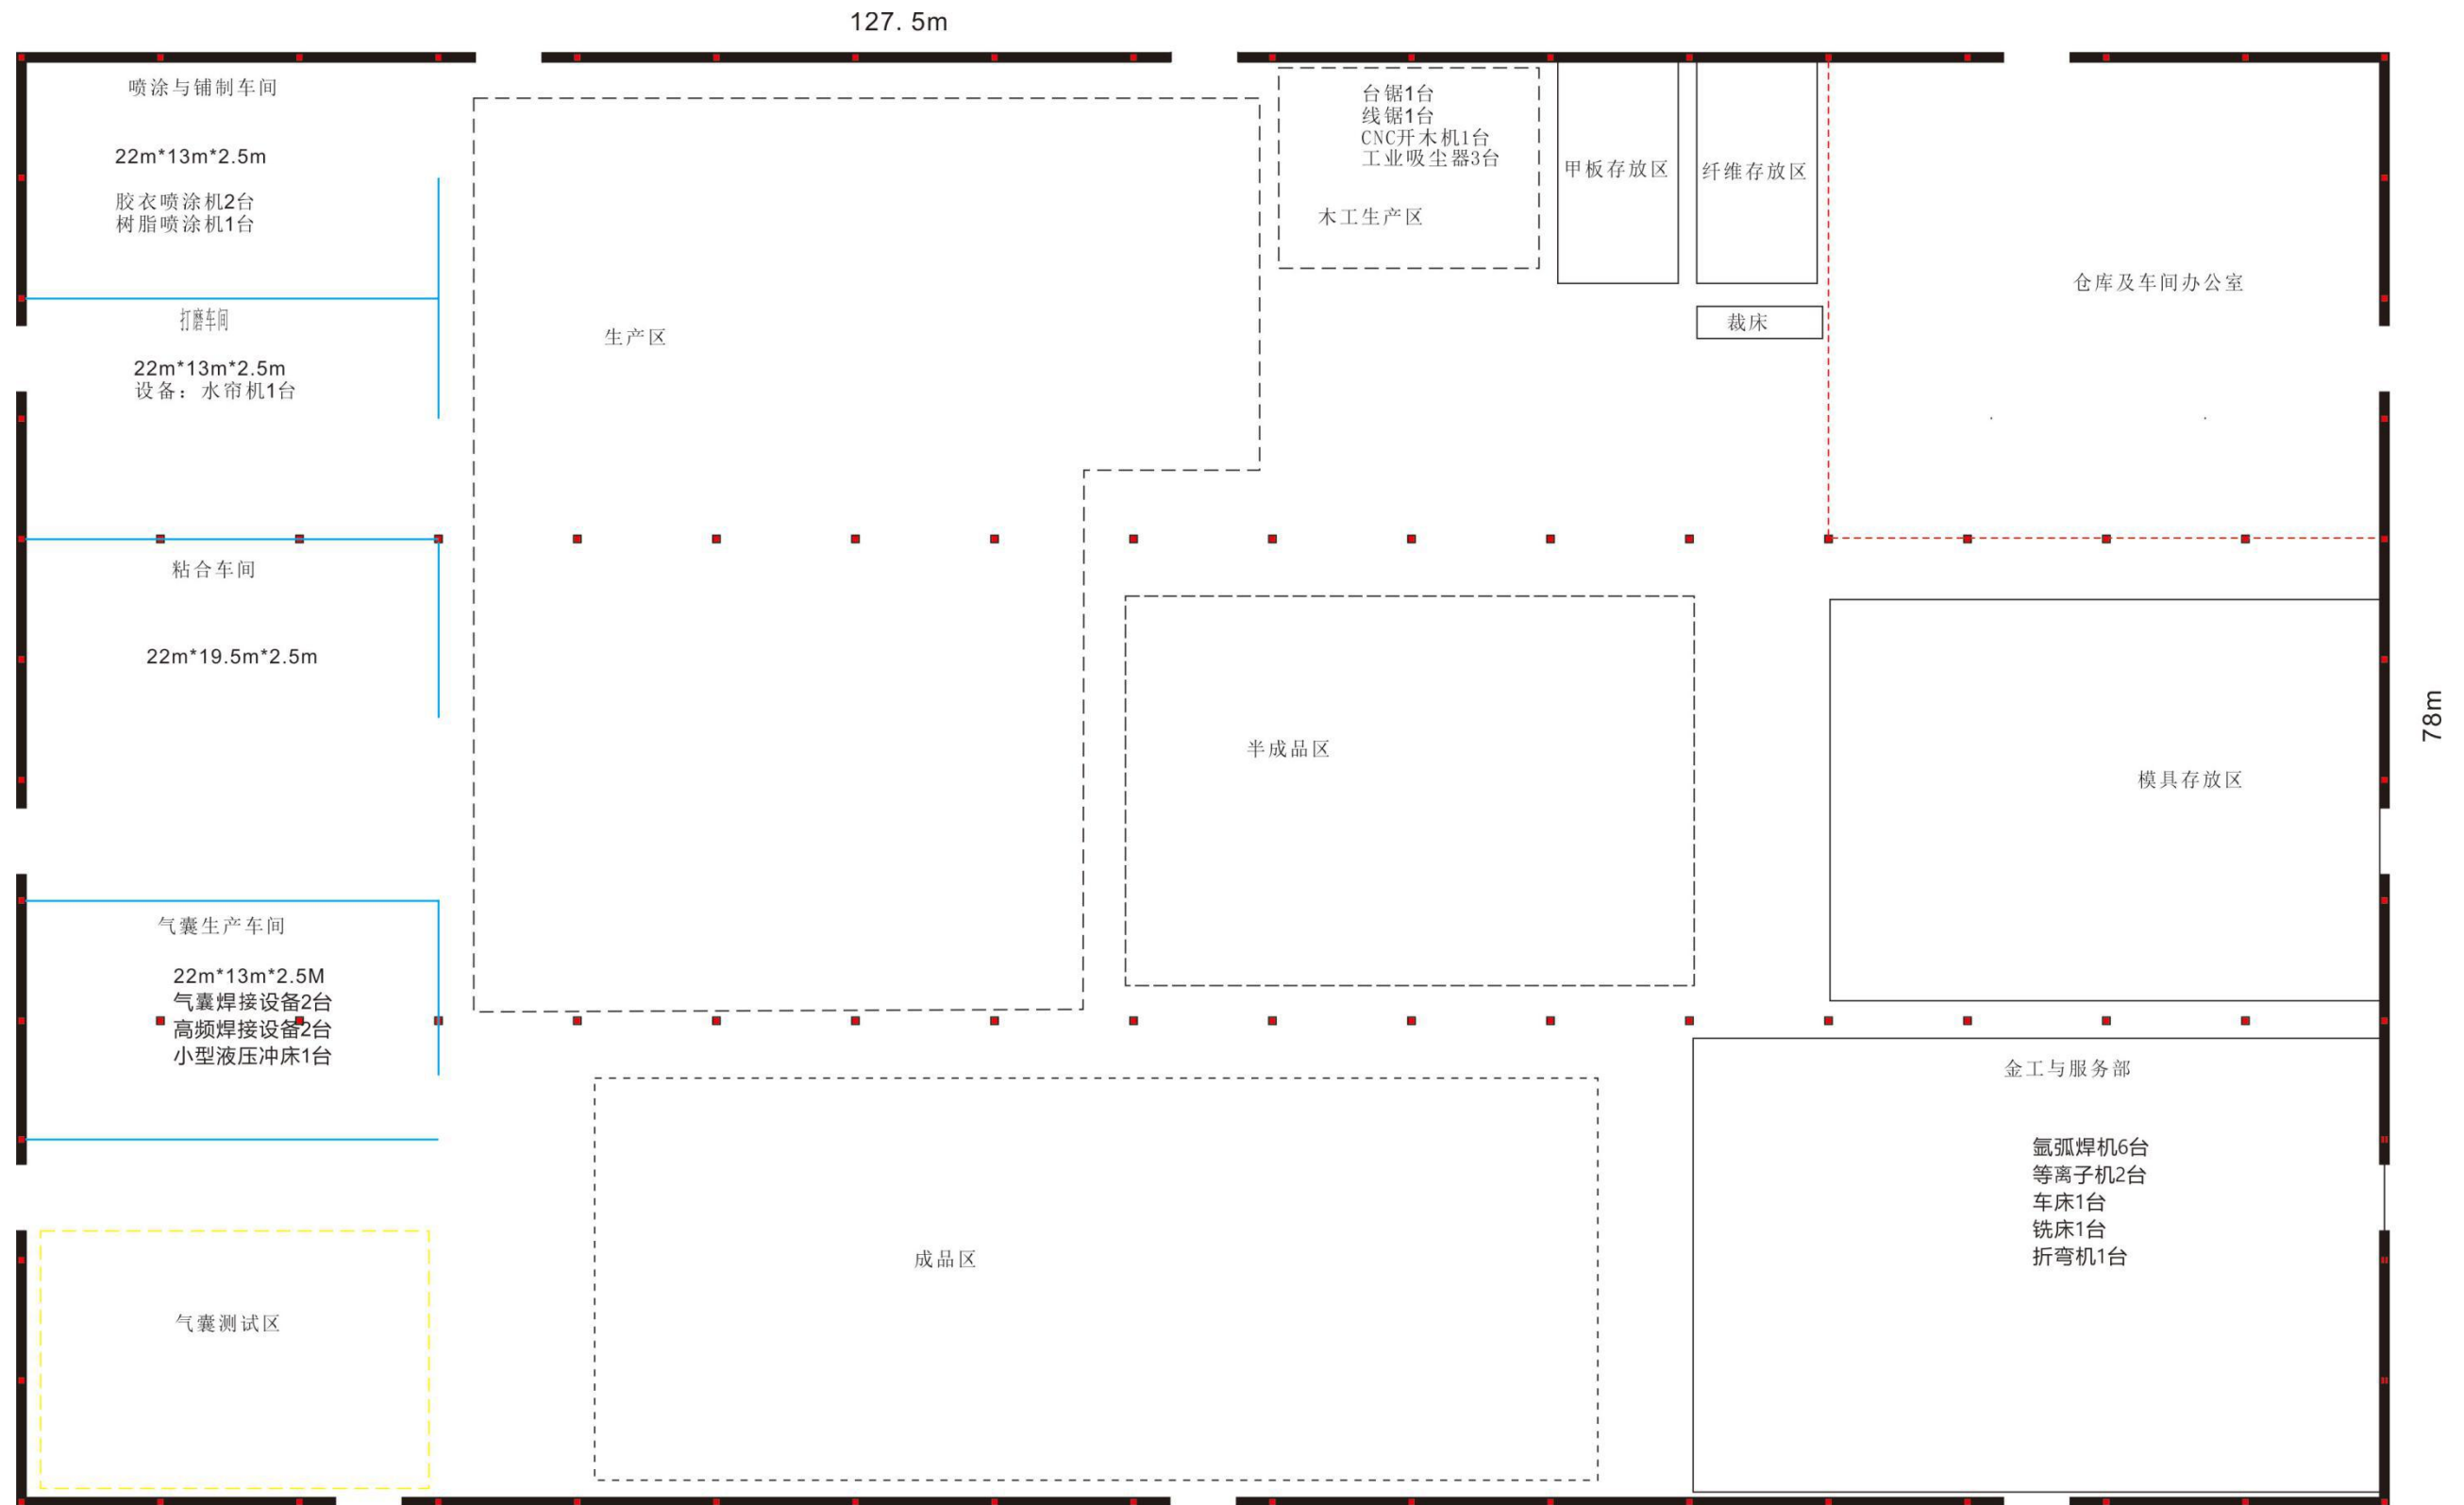 127. 5m
喷涂与铺制车间
22m*13m*2.5m
胶衣喷涂机2台
树脂喷涂机1台
打磨车间
22m*13m*2.5m
设备：水帘机1台
粘合车间
22m*19.5m*2.5m
气囊生产车间
22m*13m*2.5M
气囊焊接设备2台
高频焊接设备2台
小型液压冲床1台
气囊测试区
生产区
台锯1台
线锯1台
CNC开木机1台
工业吸尘器3台
木工生产区
甲板存放区
纤维存放区
裁床
仓库及车间办公室
半成品区
模具存放区
78m
成品区
金工与服务部
氩弧焊机6台
等离子机2台
车床1台
铣床1台
折弯机1台